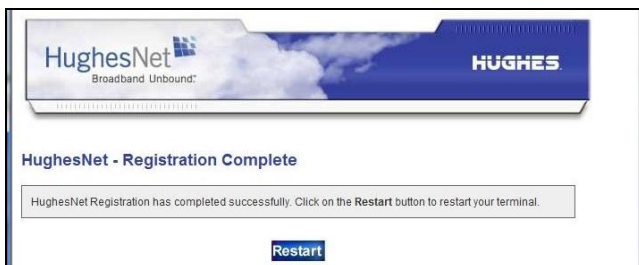 HughesNet
Broadband Unbound.™
HUGHES.
HughesNet - Registration Complete
HughesNet Registration has completed successfully. Click on the Restart button to restart your terminal.
Restart